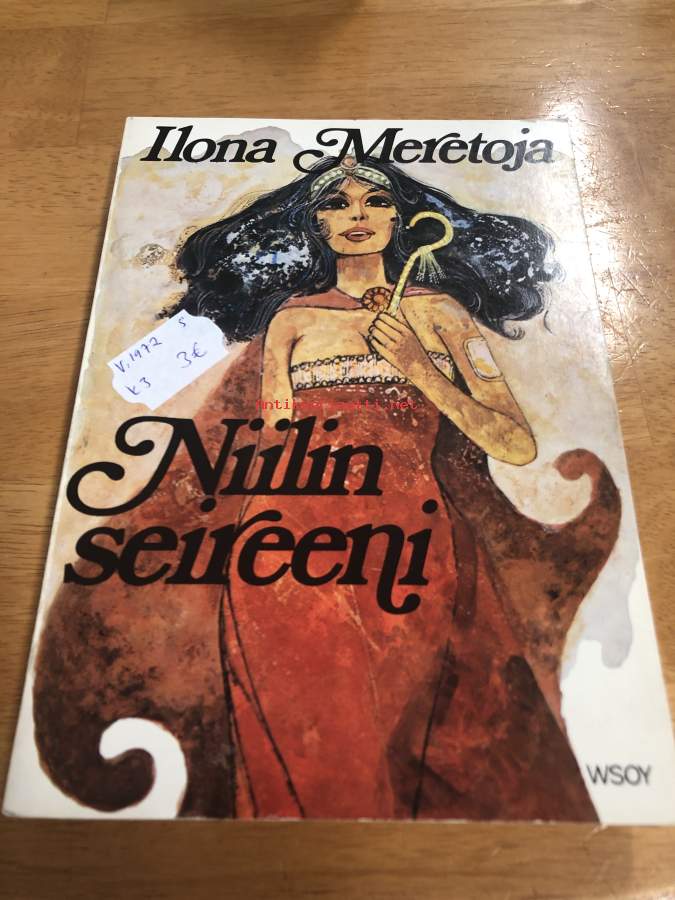 Ilona Meretoja
V. 1972 S
k3 3€
Niilin
seireeni
WSOY